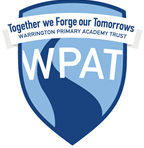 Together we Forge our Tomorrows
WARRINGTON PRIMARY ACADEMY TRUST
WPAT